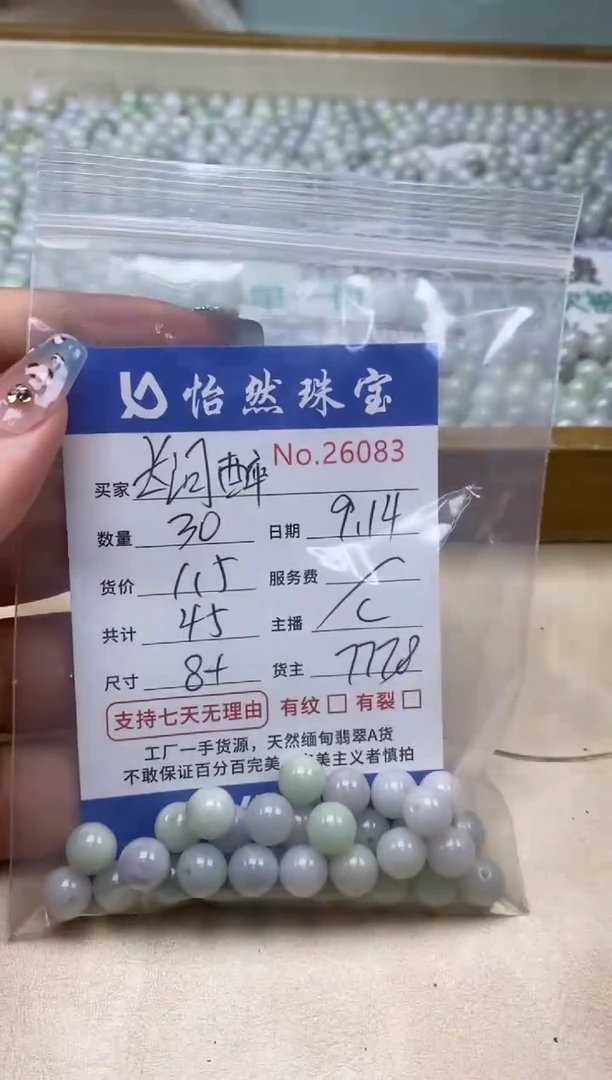 怡然珠宝
No.26083
买家 醉
数量 30 日期 9.14
货价 1.5 服务费
共计 45 主播
尺寸 8+ 货主 7728
支持七天无理由 有纹 □ 有裂 □
工厂一手货源，天然缅甸翡翠A货
不敢保证百分百完美 美主义者慎拍